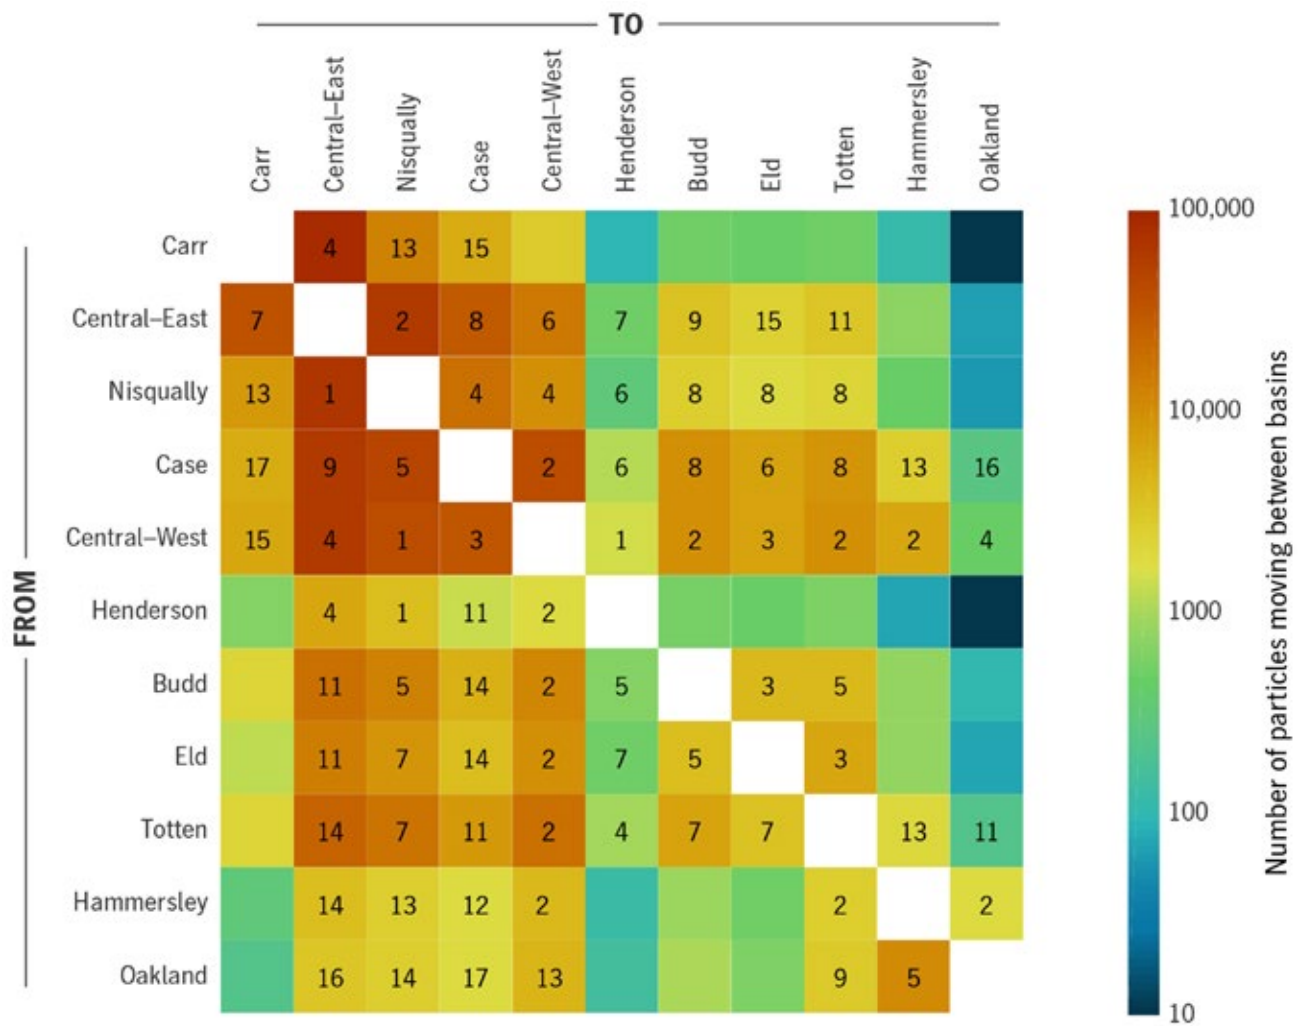 TO
Carr
Central–East
Nisqually
Case
Central–West
Henderson
Budd
Eld
Totten
Hammersley
Oakland
FROM
Carr 4 13 15
Central–East 7 2 8 6 7 9 15 11
Nisqually 13 1 4 4 6 8 8 8
Case 17 9 5 2 6 8 6 8 13 16
Central–West 15 4 1 3 1 2 3 2 2 4
Henderson 4 1 11 2
Budd 11 5 14 2 5 3 5
Eld 11 7 14 2 7 5 3
Totten 14 7 11 2 4 7 7 13 11
Hammersley 14 13 12 2 2 2
Oakland 16 14 17 13 9 5
100,000
10,000
1000
100
10
Number of particles moving between basins